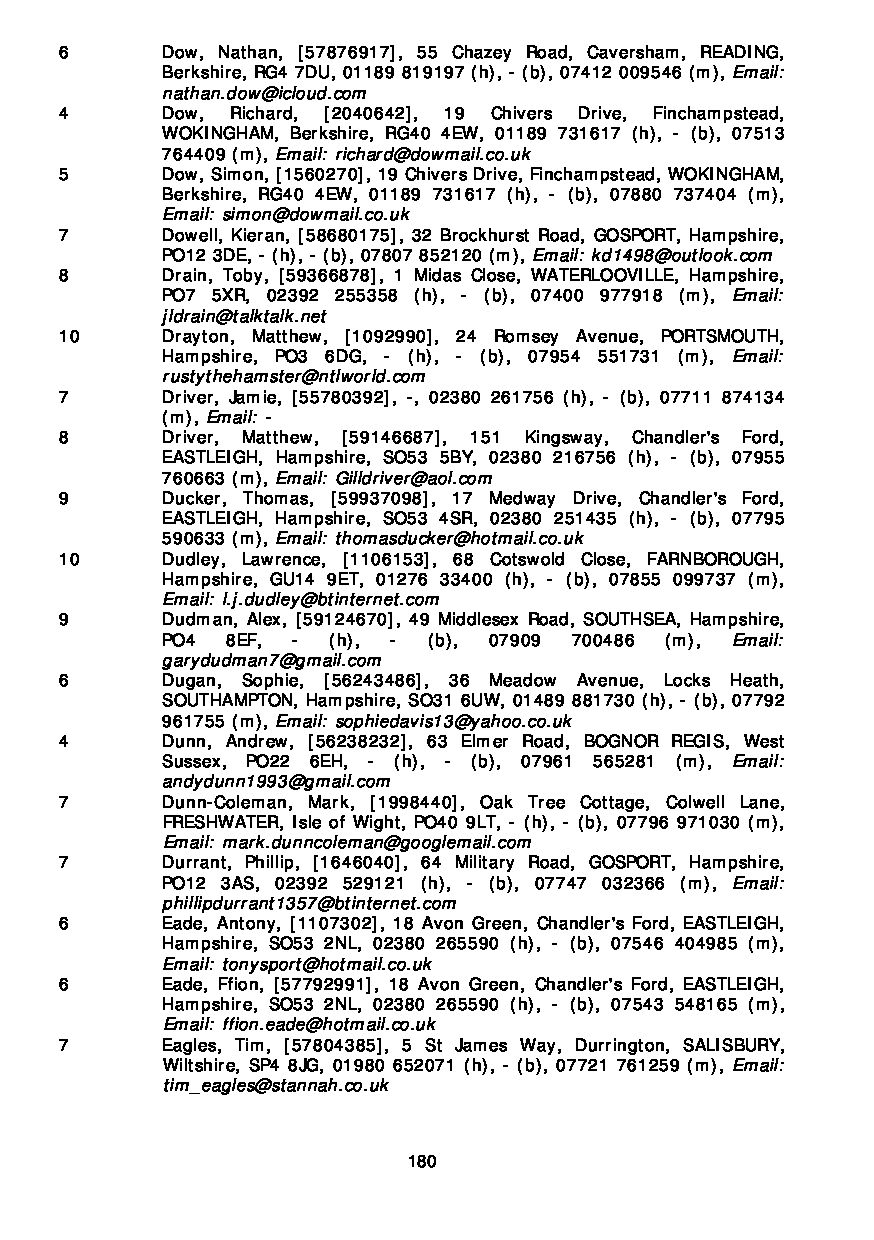 6 Dow, Nathan, [57876917], 55 Chazey Road, Caversham, READING,
Berkshire, RG4 7DU, 01189 819197 (h), - (b), 07412 009546 (m), Email:
nathan.dow@icloud.com
4 Dow, Richard, [2040642], 19 Chivers Drive, Finchampstead,
WOKINGHAM, Berkshire, RG40 4EW, 01189 731617 (h), - (b), 07513
764409 (m), Email: richard@dowmail.co.uk
5 Dow, Simon, [1560270], 19 Chivers Drive, Finchampstead, WOKINGHAM,
Berkshire, RG40 4EW, 01189 731617 (h), - (b), 07880 737404 (m),
Email: simon@dowmail.co.uk
7 Dowell, Kieran, [58680175], 32 Brockhurst Road, GOSPORT, Hampshire,
PO12 3DE, - (h), - (b), 07807 852120 (m), Email: kd1498@outlook.com
8 Drain, Toby, [59366878], 1 Midas Close, WATERLOOVILLE, Hampshire,
PO7 5XR, 02392 255358 (h), - (b), 07400 977918 (m), Email:
jldrain@talktalk.net
10 Drayton, Matthew, [1092990], 24 Romsey Avenue, PORTSMOUTH,
Hampshire, PO3 6DG, - (h), - (b), 07954 551731 (m), Email:
rustythehamster@ntlworld.com
7 Driver, Jamie, [55780392], -, 02380 261756 (h), - (b), 07711 874134
(m), Email: -
8 Driver, Matthew, [59146687], 151 Kingsway, Chandler's Ford,
EASTLEIGH, Hampshire, SO53 5BY, 02380 216756 (h), - (b), 07955
760663 (m), Email: Gilldriver@aol.com
9 Ducker, Thomas, [59937098], 17 Medway Drive, Chandler's Ford,
EASTLEIGH, Hampshire, SO53 4SR, 02380 251435 (h), - (b), 07795
590633 (m), Email: thomasducker@hotmail.co.uk
10 Dudley, Lawrence, [1106153], 68 Cotswold Close, FARNBOROUGH,
Hampshire, GU14 9ET, 01276 33400 (h), - (b), 07855 099737 (m),
Email: l.j.dudley@btinternet.com
9 Dudman, Alex, [59124670], 49 Middlesex Road, SOUTHSEA, Hampshire,
PO4 8EF, - (h), - (b), 07909 700486 (m), Email:
garydudman7@gmail.com
6 Dugan, Sophie, [56243486], 36 Meadow Avenue, Locks Heath,
SOUTHAMPTON, Hampshire, SO31 6UW, 01489 881730 (h), - (b), 07792
961755 (m), Email: sophiedavis13@yahoo.co.uk
4 Dunn, Andrew, [56238232], 63 Elmer Road, BOGNOR REGIS, West
Sussex, PO22 6EH, - (h), - (b), 07961 565281 (m), Email:
andydunn1993@gmail.com
7 Dunn-Coleman, Mark, [1998440], Oak Tree Cottage, Colwell Lane,
FRESHWATER, Isle of Wight, PO40 9LT, - (h), - (b), 07796 971030 (m),
Email: mark.dunncoleman@googlemail.com
7 Durrant, Phillip, [1646040], 64 Military Road, GOSPORT, Hampshire,
PO12 3AS, 02392 529121 (h), - (b), 07747 032366 (m), Email:
phillipdurrant1357@btinternet.com
6 Eade, Antony, [1107302], 18 Avon Green, Chandler's Ford, EASTLEIGH,
Hampshire, SO53 2NL, 02380 265590 (h), - (b), 07546 404985 (m),
Email: tonysport@hotmail.co.uk
6 Eade, Ffion, [57792991], 18 Avon Green, Chandler's Ford, EASTLEIGH,
Hampshire, SO53 2NL, 02380 265590 (h), - (b), 07543 548165 (m),
Email: ffion.eade@hotmail.co.uk
7 Eagles, Tim, [57804385], 5 St James Way, Durrington, SALISBURY,
Wiltshire, SP4 8JG, 01980 652071 (h), - (b), 07721 761259 (m), Email:
tim_eagles@stannah.co.uk
180